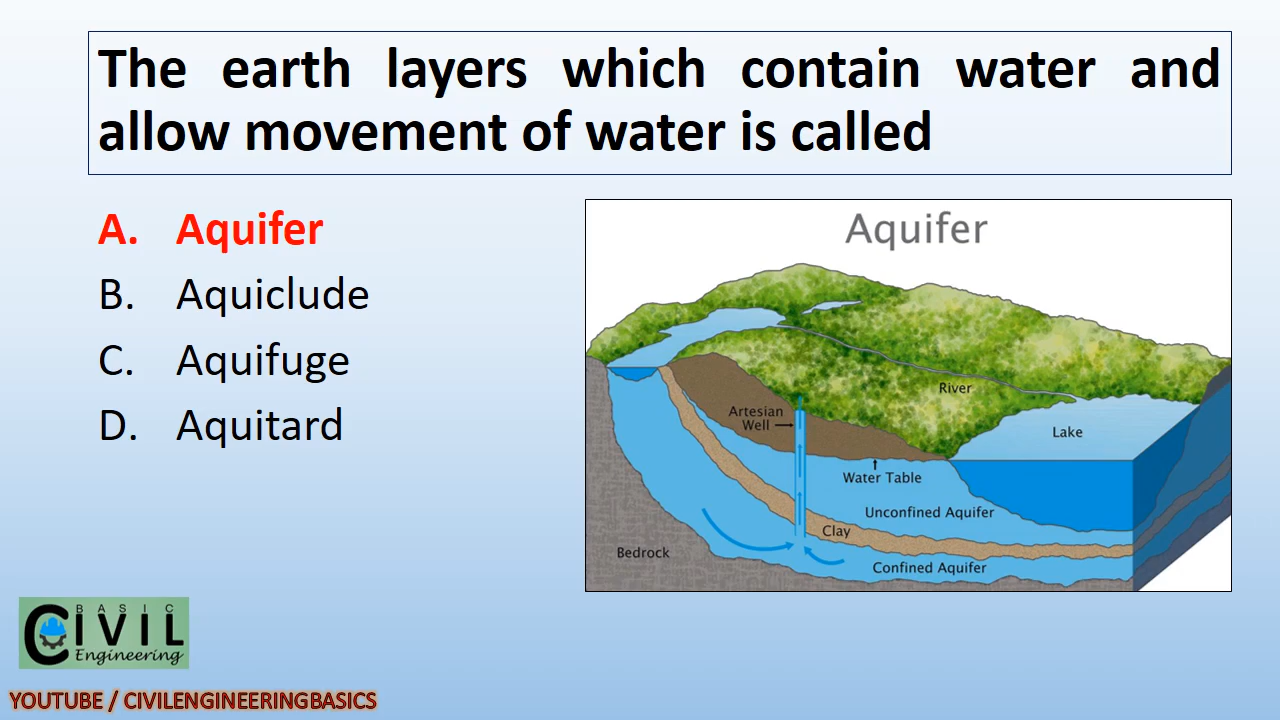 The earth layers which contain water and
allow movement of water is called
A. Aquifer
B. Aquiclude
C. Aquifuge
D. Aquitard
Aquifer
River
Artesian
Well
Lake
Water Table
Unconfined Aquifer
Clay
Bedrock
Confined Aquifer
BASIC
CIVIL
Engineering
YOUTUBE / CIVILENGINEERINGBASICS